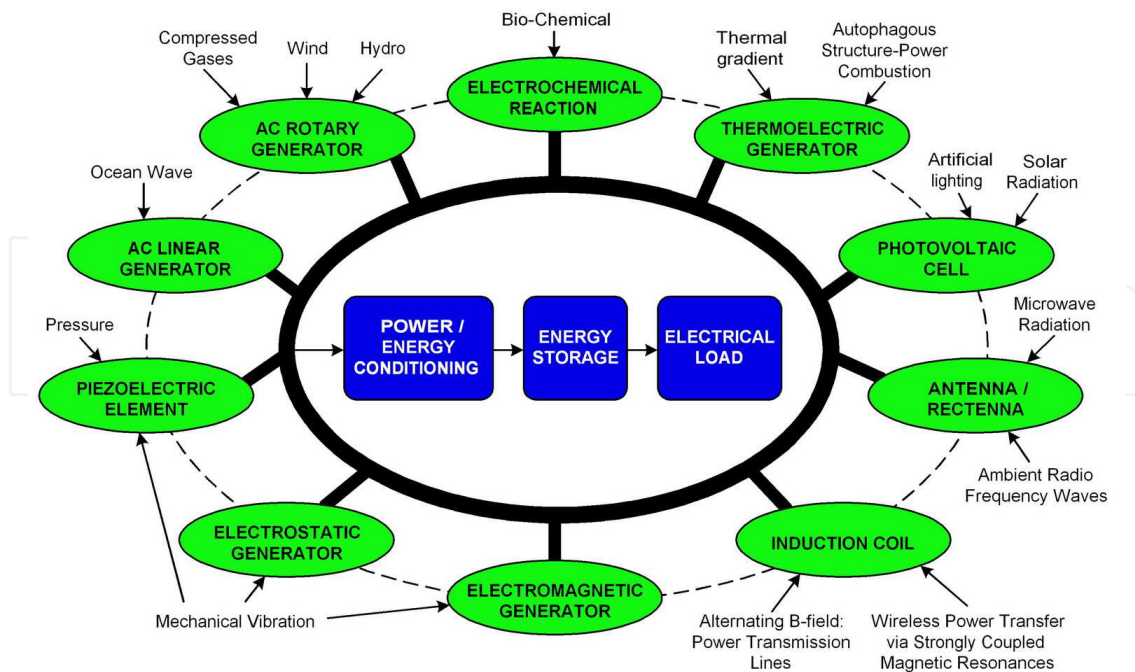 Bio-Chemical
Compressed
Gases
Wind
Hydro
Thermal
gradient
Autophagous
Structure-Power
Combustion
ELECTROCHEMICAL
REACTION
AC ROTARY
GENERATOR
THERMOELECTRIC
GENERATOR
Ocean Wave
Artificial
lighting
Solar
Radiation
AC LINEAR
GENERATOR
PHOTOVOLTAIC
CELL
Pressure
Microwave
Radiation
POWER /
ENERGY
CONDITIONING
ENERGY
STORAGE
ELECTRICAL
LOAD
PIEZOELECTRIC
ELEMENT
ANTENNA /
RECTENNA
Ambient Radio
Frequency Waves
ELECTROSTATIC
GENERATOR
INDUCTION COIL
ELECTROMAGNETIC
GENERATOR
Mechanical Vibration
Alternating B-field:
Power Transmission
Lines
Wireless Power Transfer
via Strongly Coupled
Magnetic Resonances